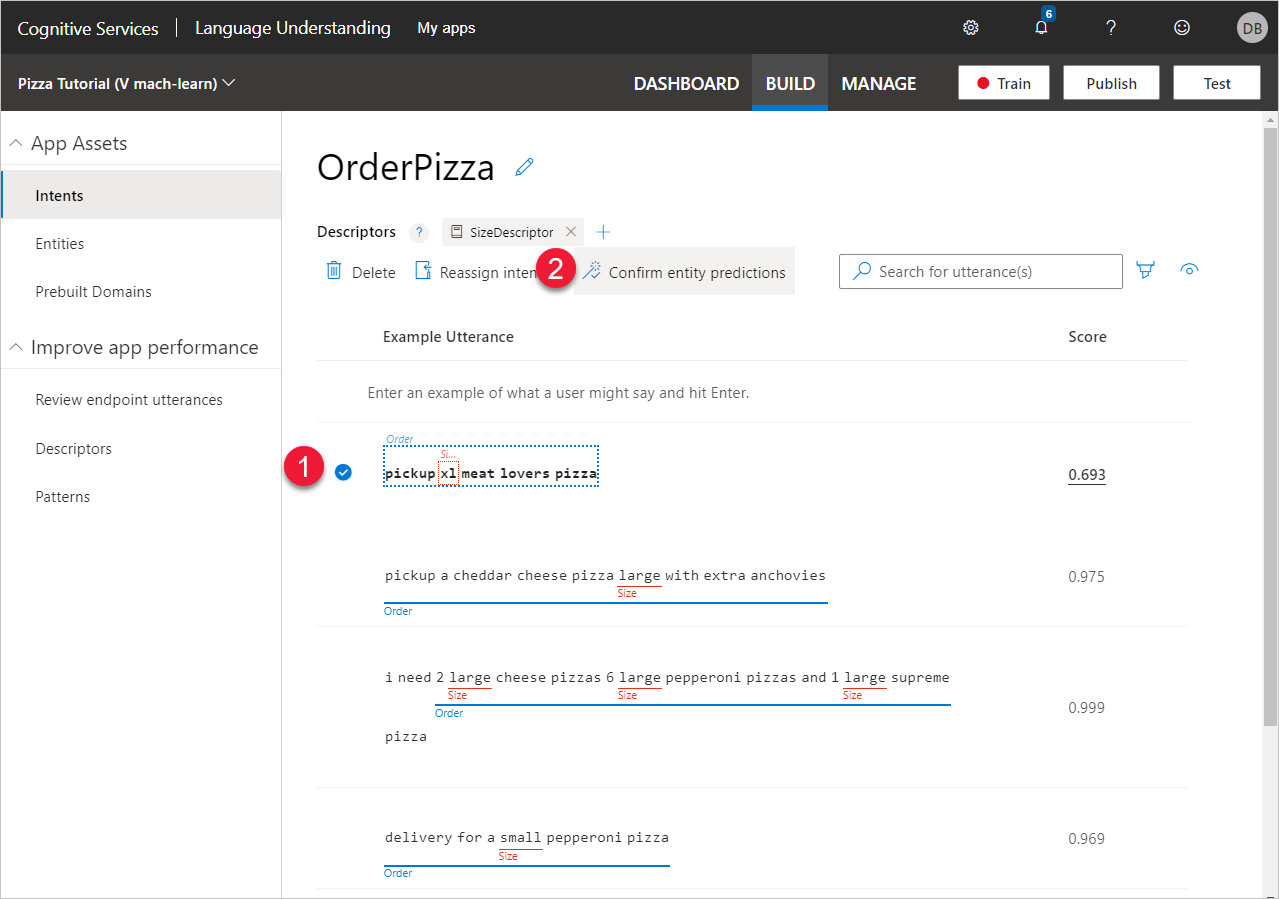 Cognitive Services | Language Understanding My apps 6 ? DB
Pizza Tutorial (V mach-learn) DASHBOARD BUILD MANAGE Train Publish Test
App Assets
Intents
Entities
Prebuilt Domains
Improve app performance
Review endpoint utterances
Descriptors
Patterns
OrderPizza
Descriptors ? SizeDescriptor
Delete Reassign inten 2 Confirm entity predictions Search for utterance(s)
Example Utterance Score
Enter an example of what a user might say and hit Enter.
Order
Si...
1 pickup xl meat lovers pizza 0.693
pickup a cheddar cheese pizza large with extra anchovies 0.975
Size
Order
i need 2 large cheese pizzas 6 large pepperoni pizzas and 1 large supreme
Size Size Size
Order 0.999
pizza
delivery for a small pepperoni pizza 0.969
Size
Order